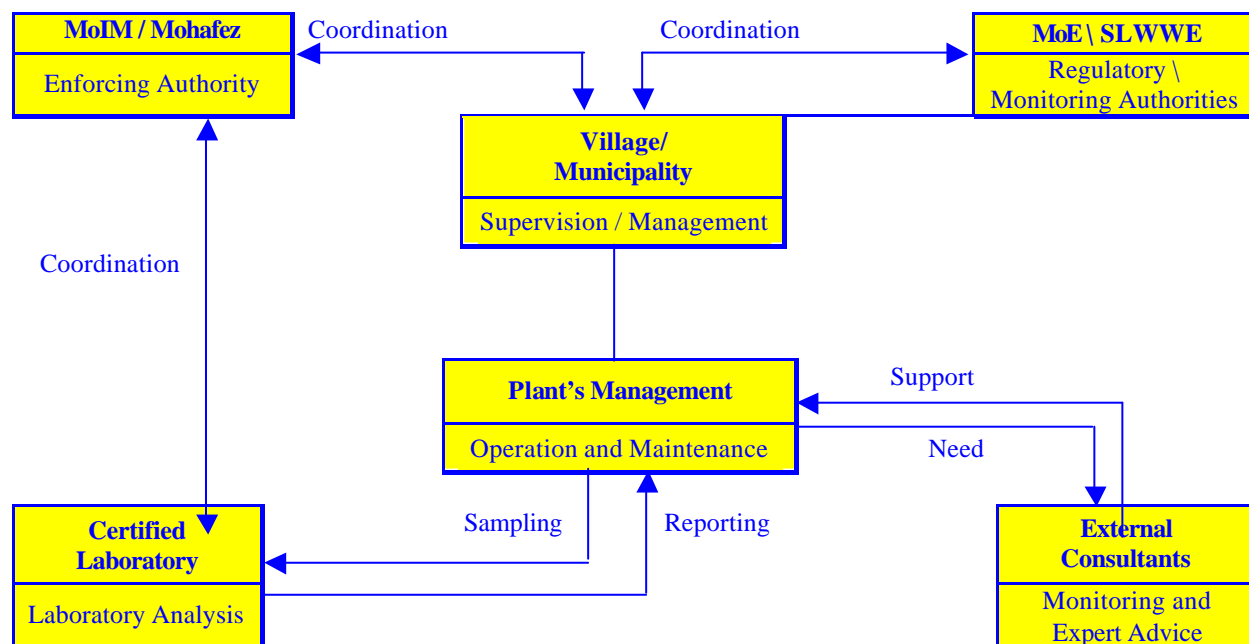 MoIM / Mohafez
Enforcing Authority
Coordination
Coordination
MoE \ SLWWE
Regulatory \
Monitoring Authorities
Village/
Municipality
Supervision / Management
Coordination
Plant's Management
Operation and Maintenance
Support
Need
Sampling
Reporting
Certified
Laboratory
Laboratory Analysis
External
Consultants
Monitoring and
Expert Advice